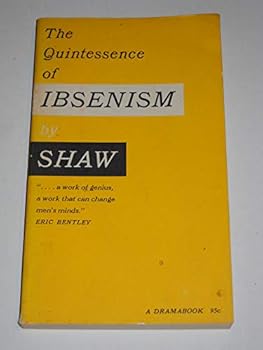 The
Quintessence
of
IBSENISM
by
SHAW
". . . . a work of genius,
a work that can change
men's minds."
ERIC BENTLEY
A DRAMABOOK 95c